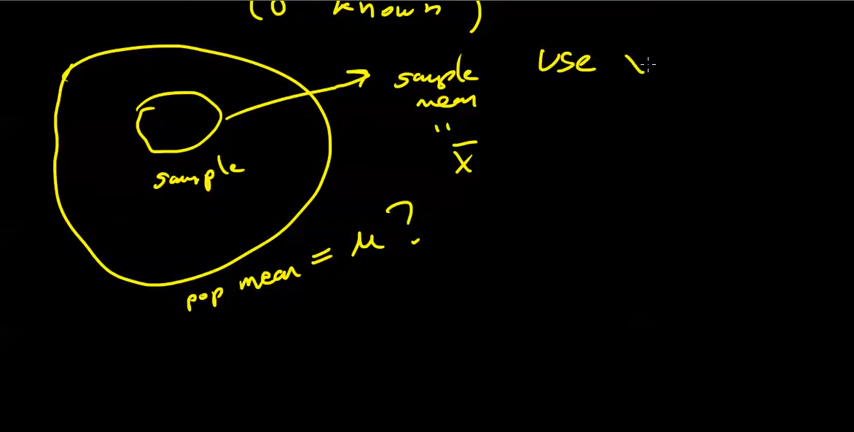 (σ known)
sample
mean
"x̄
use \
sample
pop mean = μ?